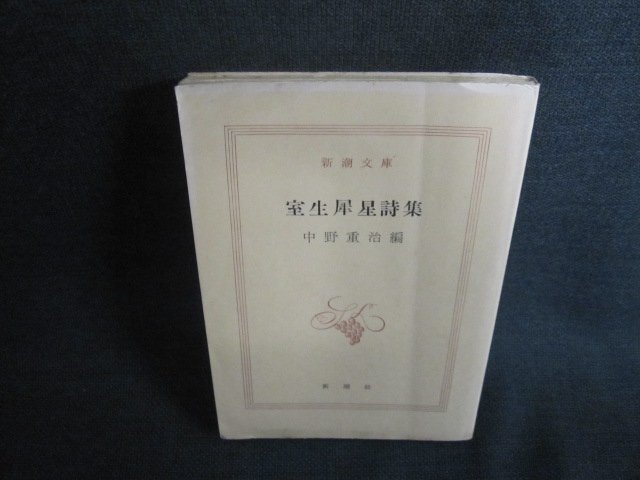 新潮文庫
室生犀星詩集
中野重治編
新潮社